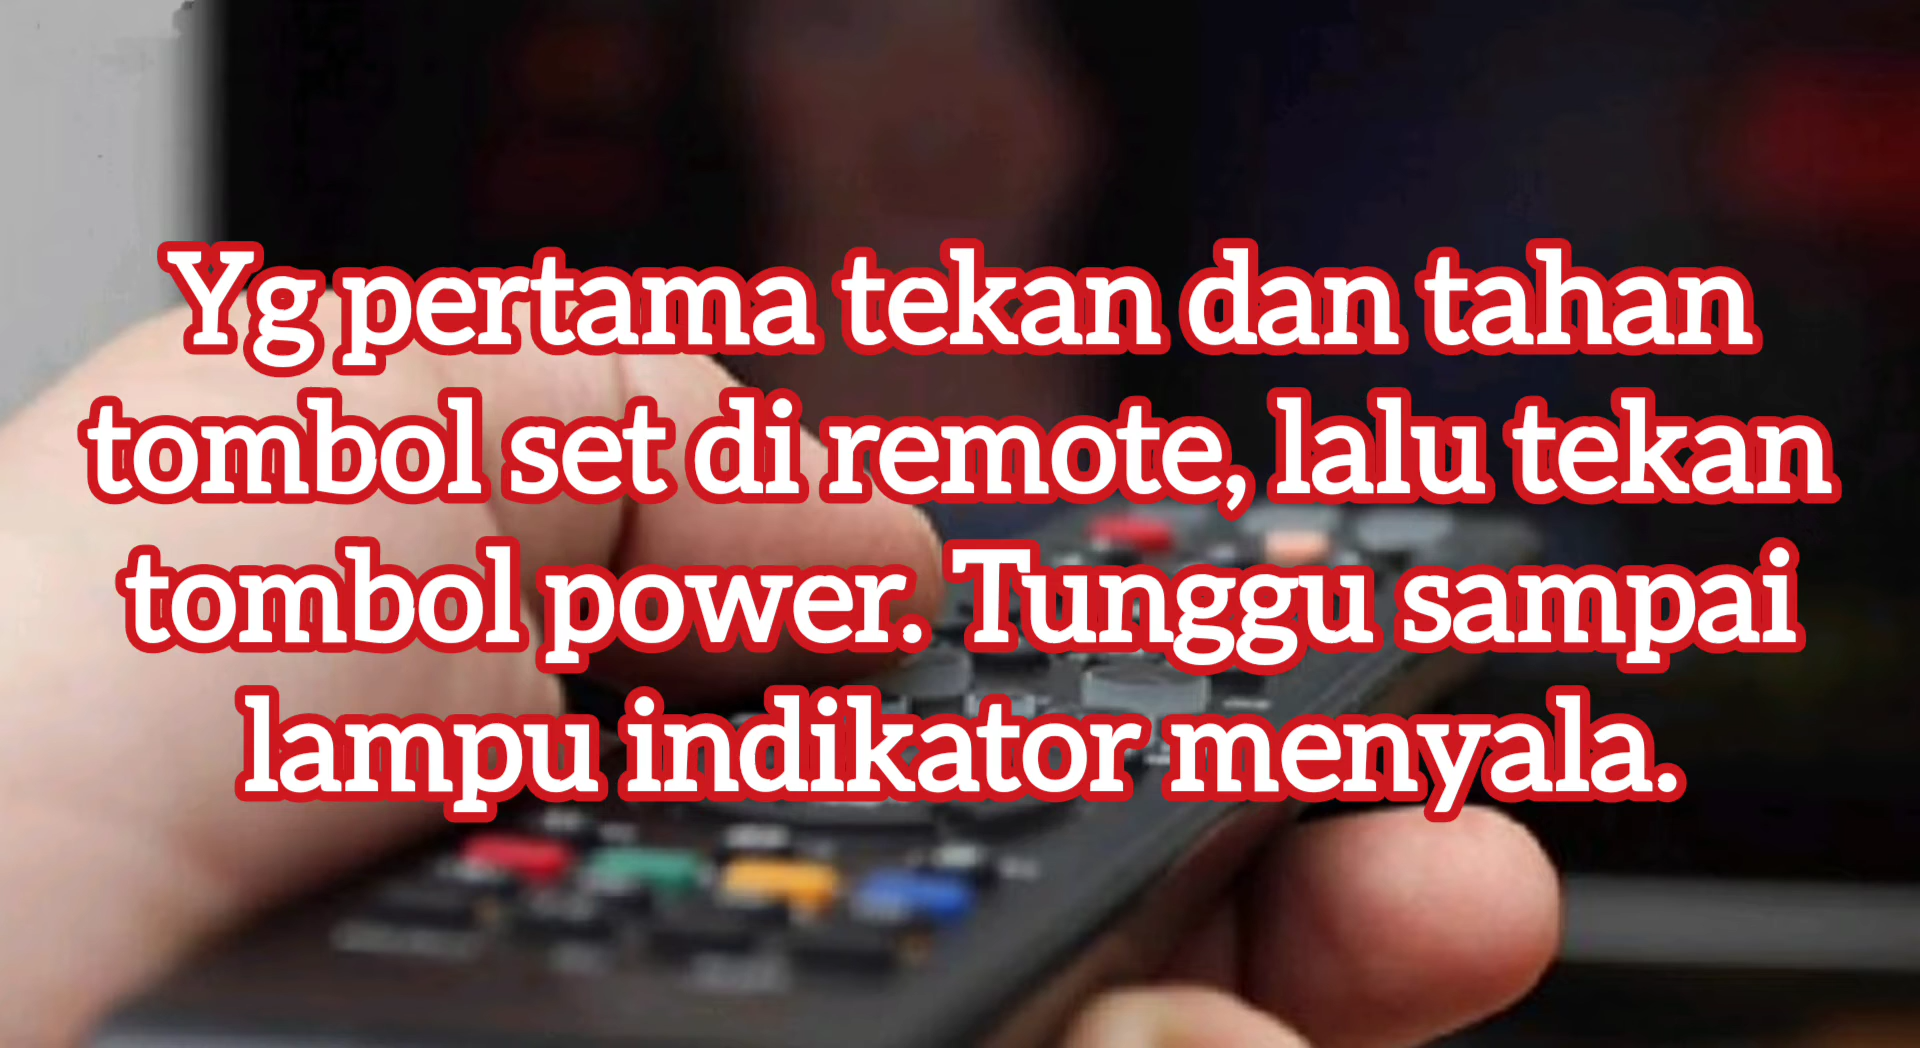 Yg pertama tekan dan tahan
tombol set di remote, lalu tekan
tombol power. Tunggu sampai
lampu indikator menyala.